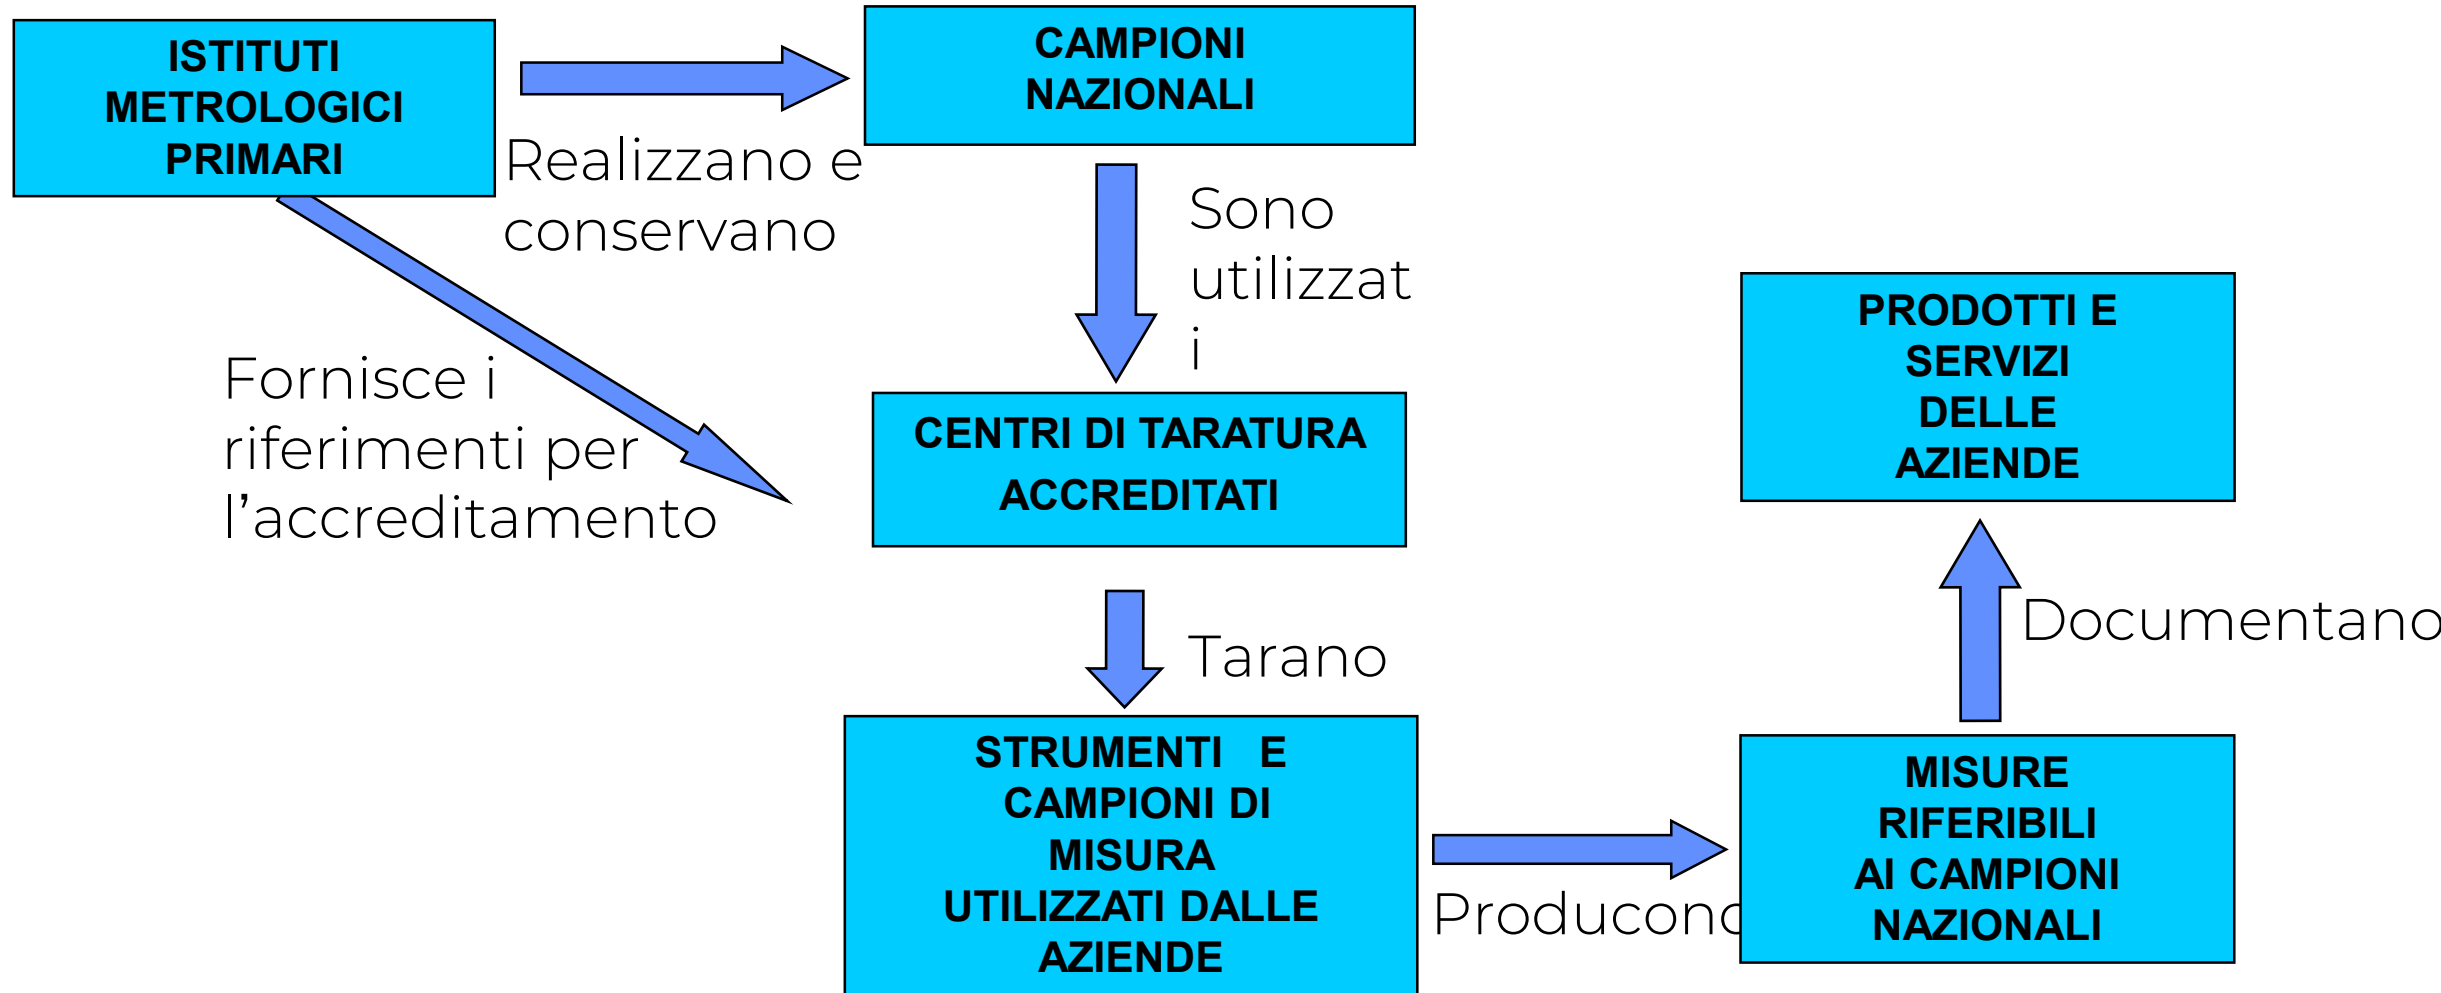 ISTITUTI
METROLOGICI
PRIMARI
Realizzano e
conservano
CAMPIONI
NAZIONALI
Sono
utilizzat
i
Fornisce i
riferimenti per
l’accreditamento
CENTRI DI TARATURA
ACCREDITATI
Tarano
STRUMENTI E
CAMPIONI DI
MISURA
UTILIZZATI DALLE
AZIENDE
Producono
MISURE
RIFERIBILI
AI CAMPIONI
NAZIONALI
Documentano
PRODOTTI E
SERVIZI
DELLE
AZIENDE